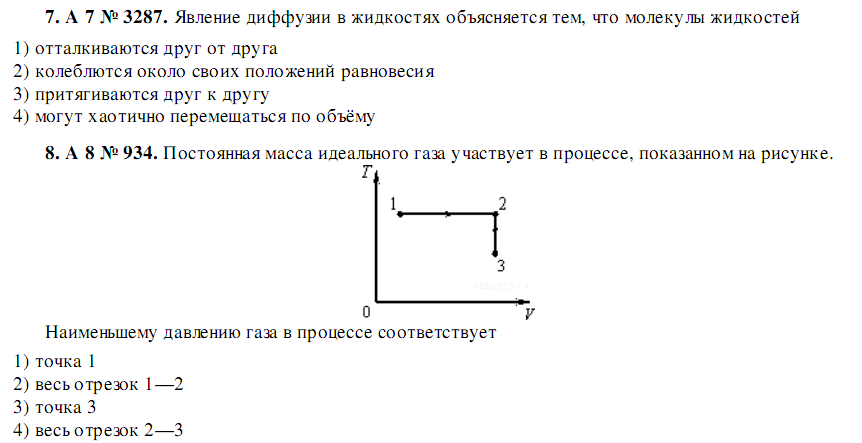 7. А 7 № 3287. Явление диффузии в жидкостях объясняется тем, что молекулы жидкостей
1) отталкиваются друг от друга
2) колеблются около своих положений равновесия
3) притягиваются друг к другу
4) могут хаотично перемещаться по объёму
8. А 8 № 934. Постоянная масса идеального газа участвует в процессе, показанном на рисунке.
T
1 2
3
0 V
Наименьшему давлению газа в процессе соответствует
1) точка 1
2) весь отрезок 1—2
3) точка 3
4) весь отрезок 2—3